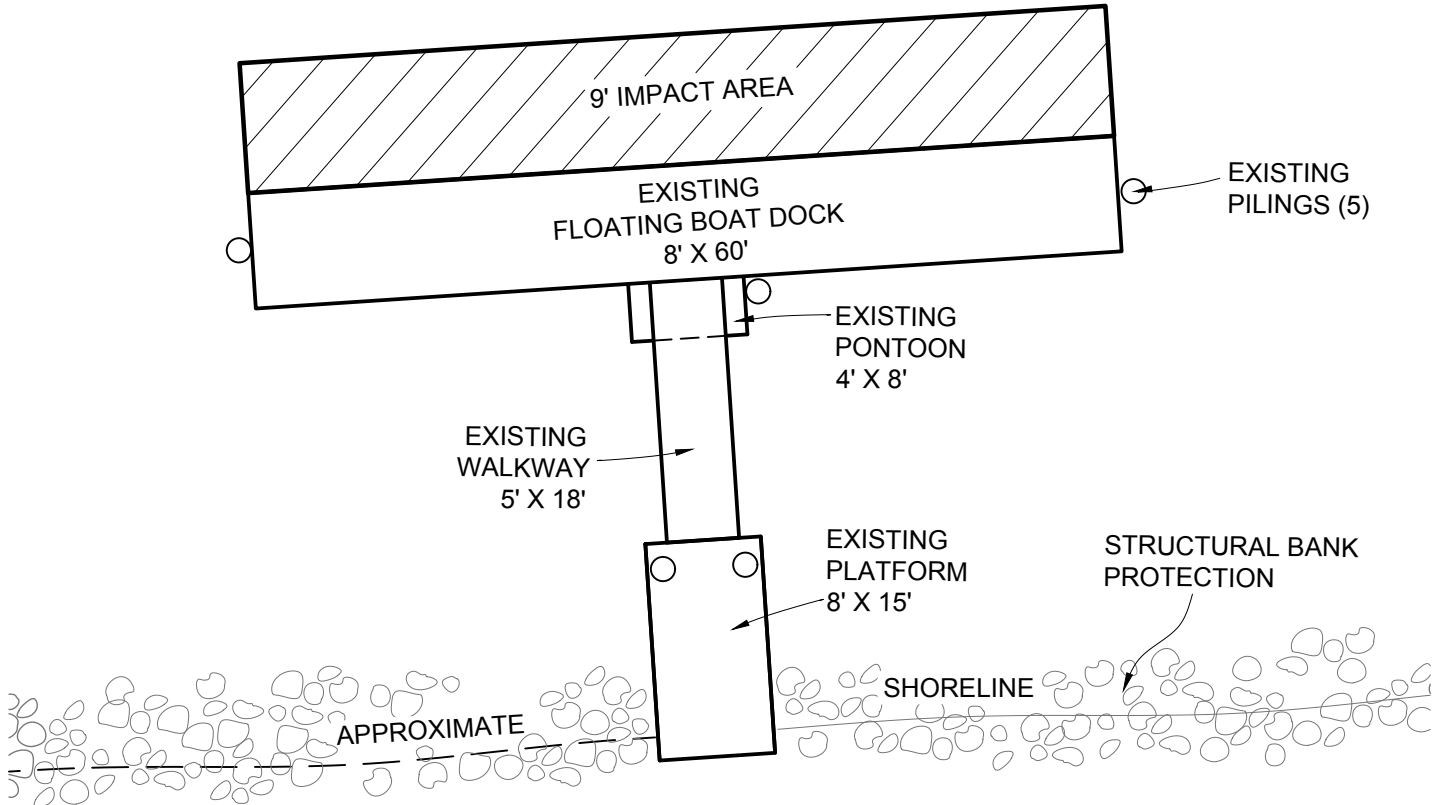 9' IMPACT AREA
EXISTING
FLOATING BOAT DOCK
8' X 60'
EXISTING
PILINGS (5)
EXISTING
PONTOON
4' X 8'
EXISTING
WALKWAY
5' X 18'
EXISTING
PLATFORM
8' X 15'
STRUCTURAL BANK
PROTECTION
APPROXIMATE
SHORELINE